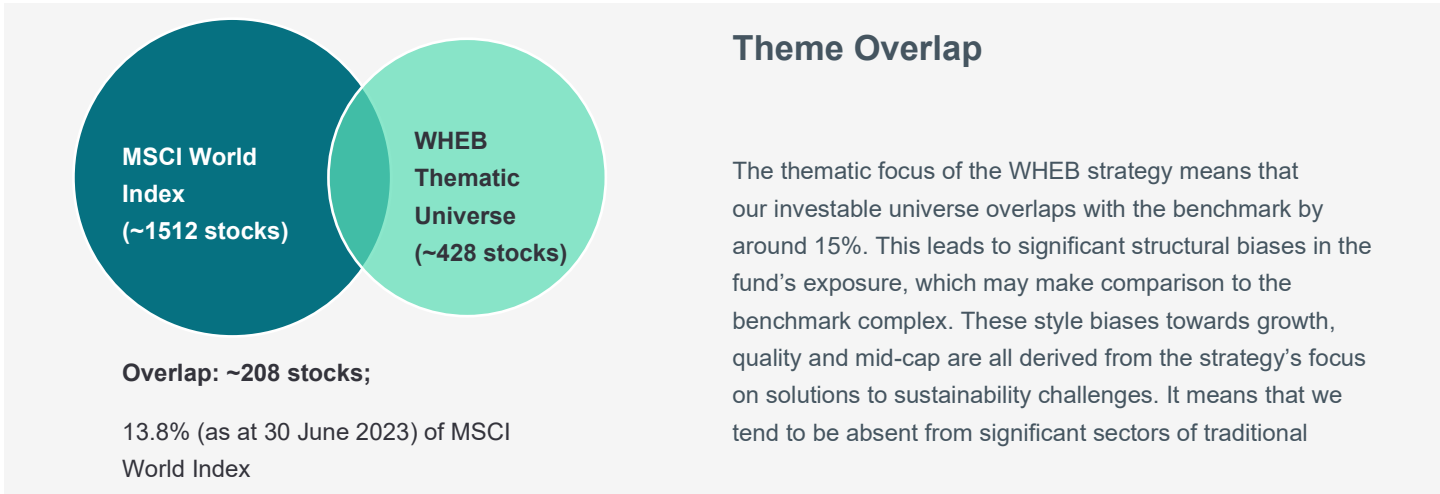 MSCI World
Index
(~1512 stocks)
WHEB
Thematic
Universe
(~428 stocks)
Overlap: ~208 stocks;
13.8% (as at 30 June 2023) of MSCI
World Index
Theme Overlap
The thematic focus of the WHEB strategy means that
our investable universe overlaps with the benchmark by
around 15%. This leads to significant structural biases in the
fund’s exposure, which may make comparison to the
benchmark complex. These style biases towards growth,
quality and mid-cap are all derived from the strategy’s focus
on solutions to sustainability challenges. It means that we
tend to be absent from significant sectors of traditional